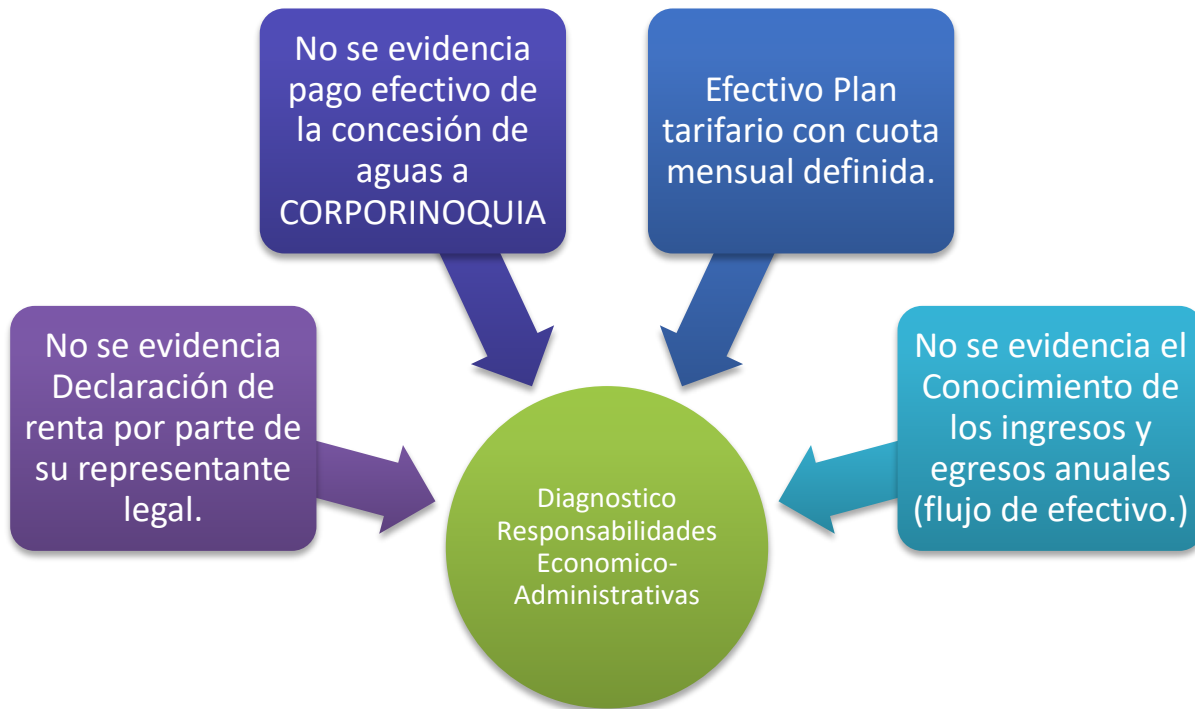 No se evidencia
pago efectivo de
la concesión de
aguas a
CORPORINOQUIA
Efectivo Plan
tarifario con cuota
mensual definida.
No se evidencia
Declaración de
renta por parte de
su representante
legal.
No se evidencia el
Conocimiento de
los ingresos y
egresos anuales
(flujo de efectivo.)
Diagnostico
Responsabilidades
Economico-
Administrativas